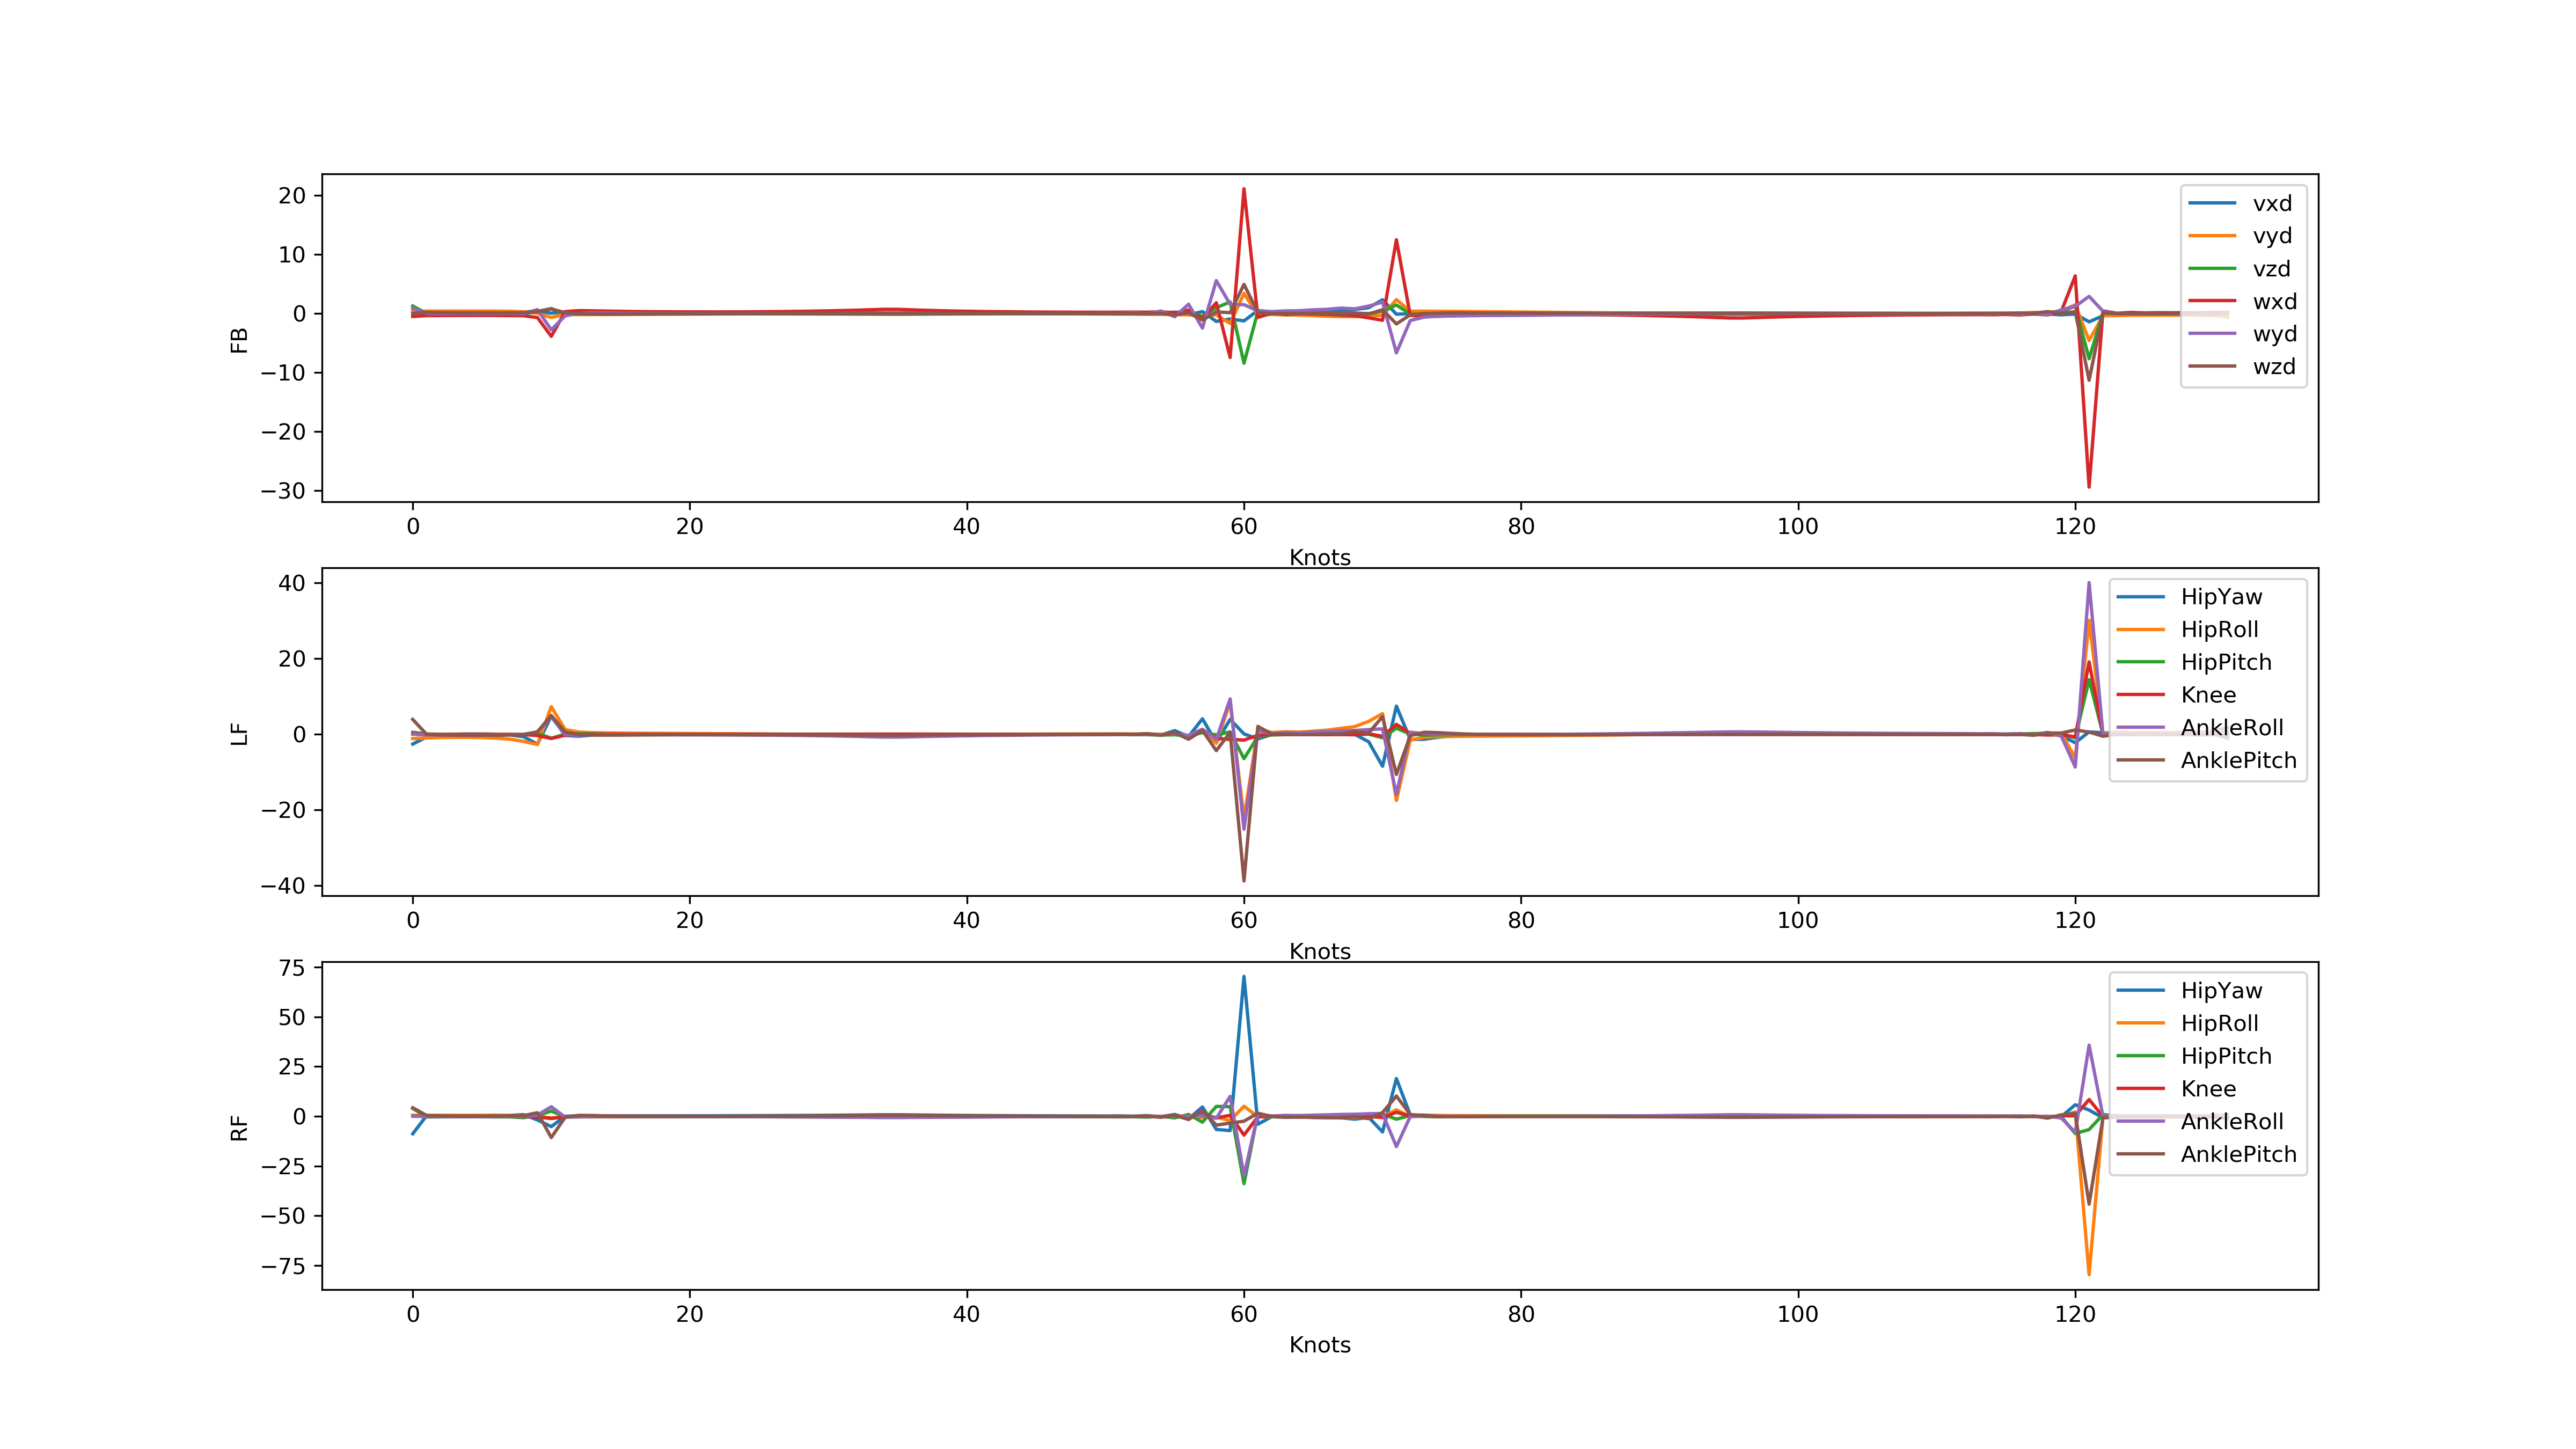 20
10
0
−10
−20
−30
FB
0 20 40 60 80 100 120
Knots
vxd
vyd
vzd
wxd
wyd
wzd
40
20
0
−20
−40
LF
0 20 40 60 80 100 120
Knots
HipYaw
HipRoll
HipPitch
Knee
AnkleRoll
AnklePitch
75
50
25
0
−25
−50
−75
RF
0 20 40 60 80 100 120
Knots
HipYaw
HipRoll
HipPitch
Knee
AnkleRoll
AnklePitch